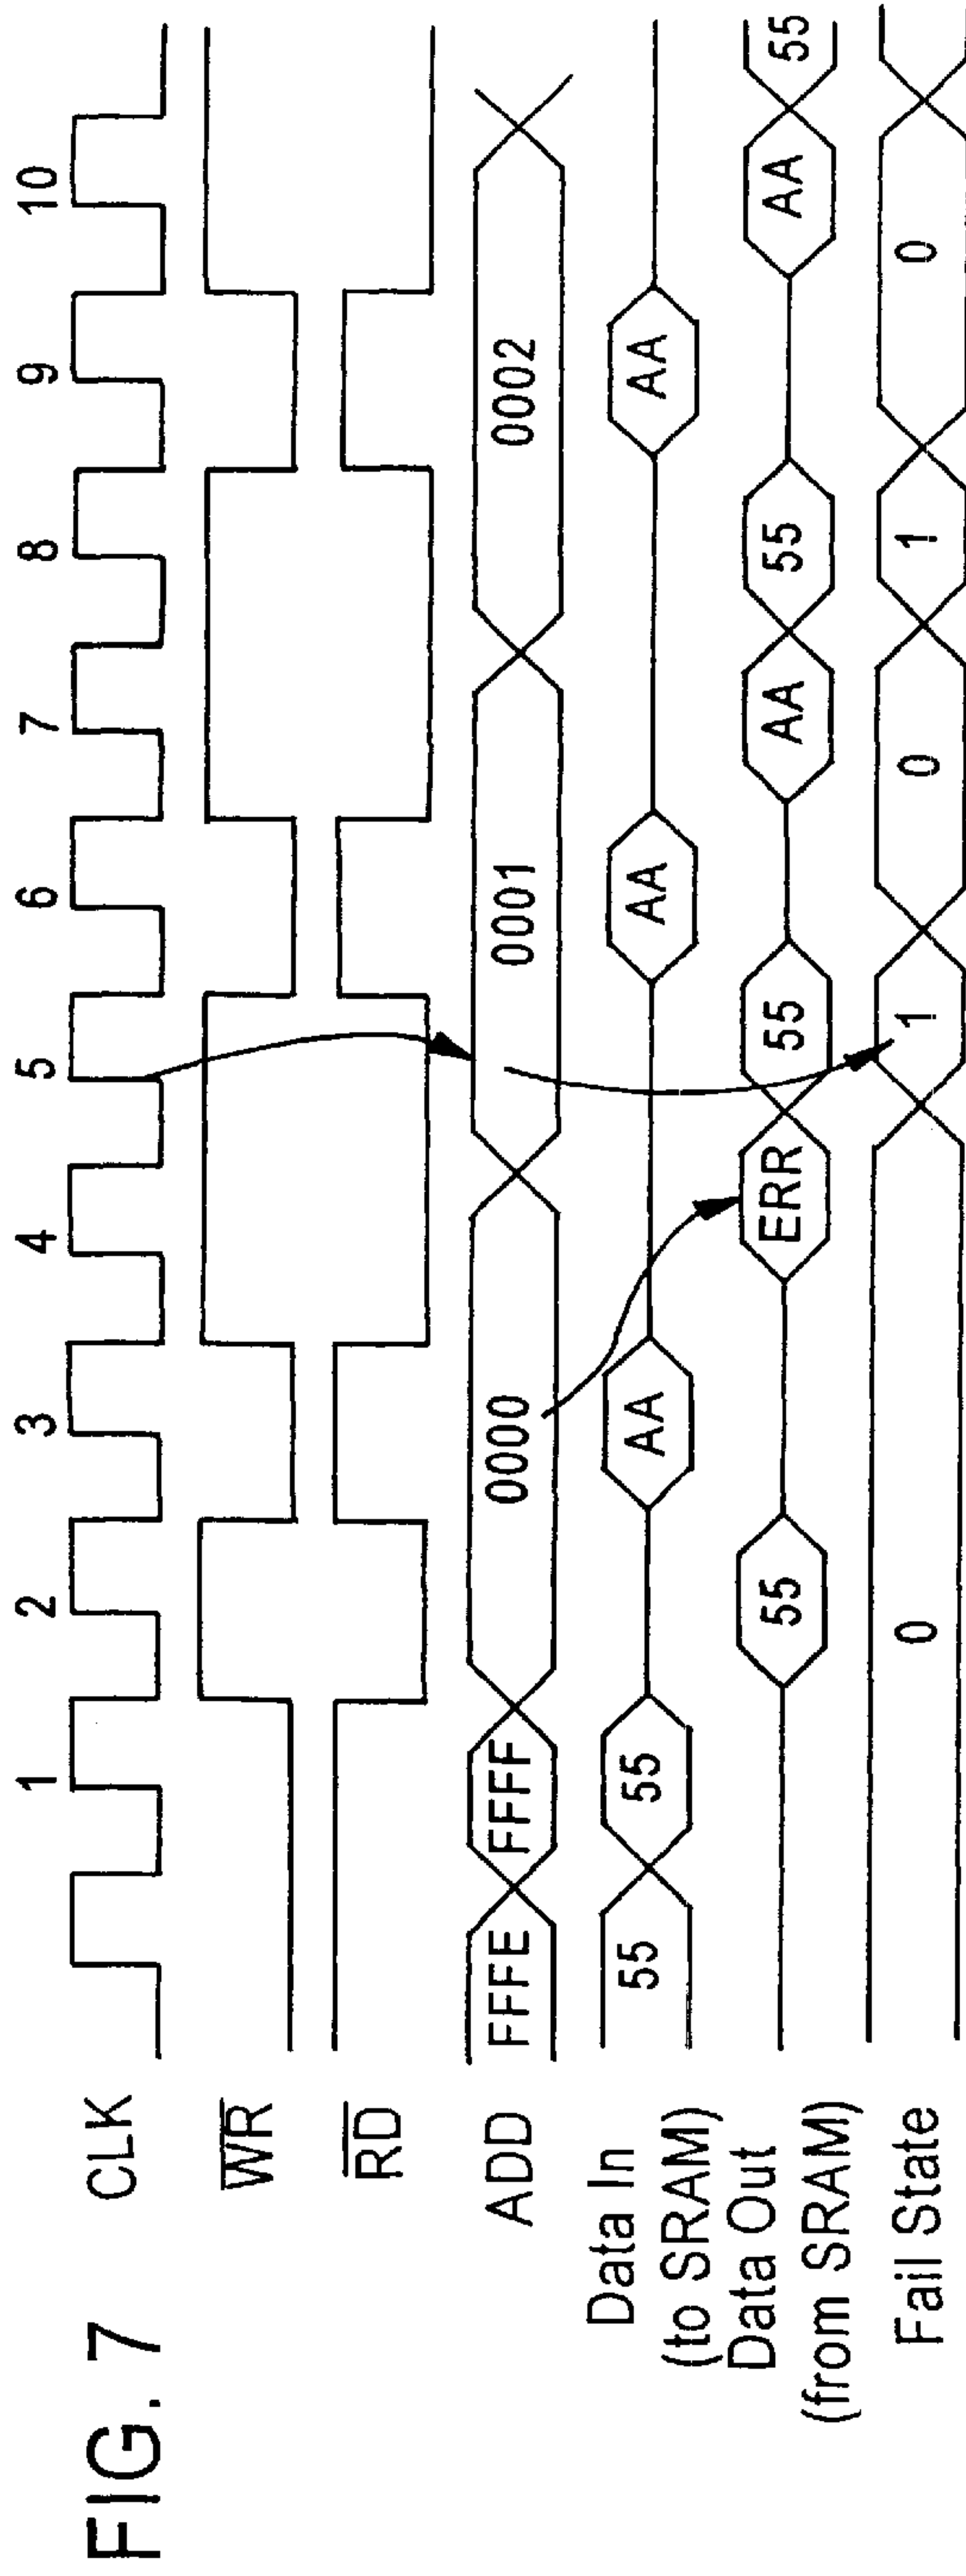 FIG. 7
CLK 1 2 3 4 5 6 7 8 9 10
WR
RD
ADD FFFE FFFF 0000 0001 0002
Data In
(to SRAM) 55 55 AA AA AA
Data Out
(from SRAM) 55 ERR 55 AA 55 AA 55
Fail State 0 1 0 1 0